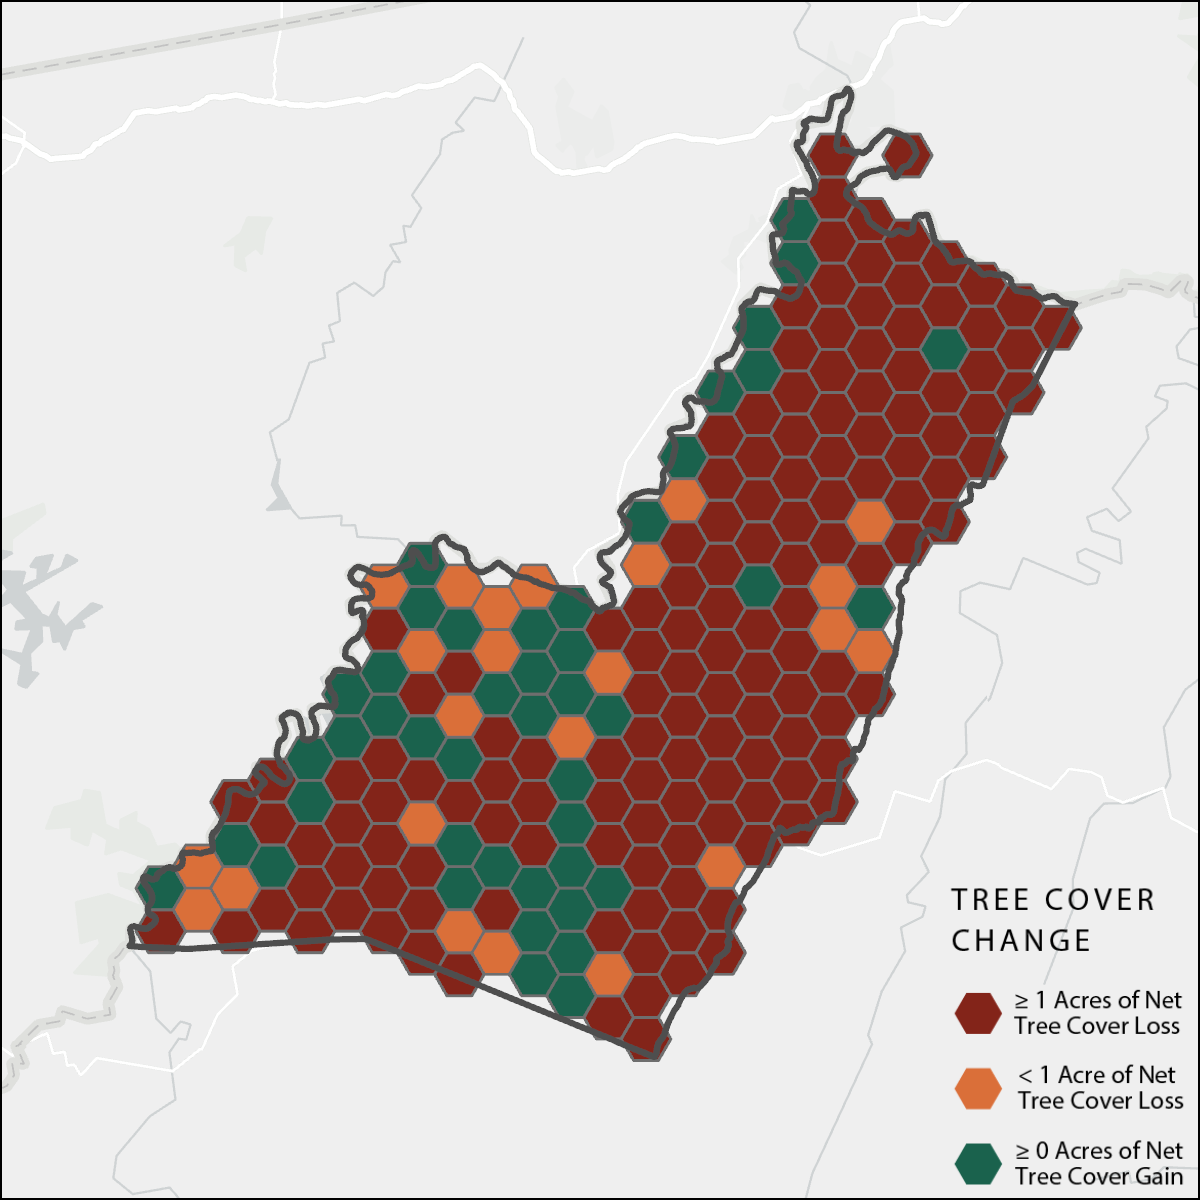 TREE COVER
CHANGE
≥ 1 Acres of Net
Tree Cover Loss
< 1 Acre of Net
Tree Cover Loss
≥ 0 Acres of Net
Tree Cover Gain